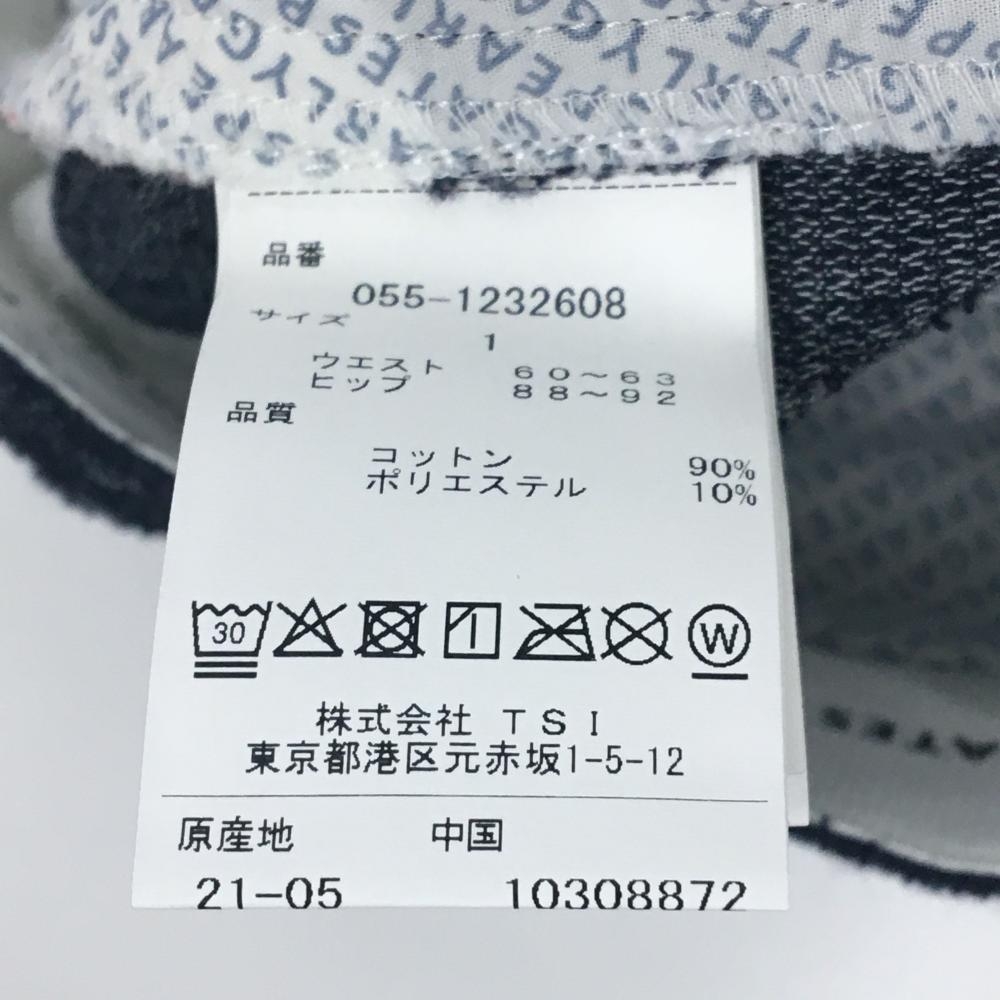 品番
055-1232608
サイズ
1
ウエスト 60～63
ヒップ 88～92
品質
コットン 90%
ポリエステル 10%
30 W
株式会社 TSI
東京都港区元赤坂1-5-12
原産地 中国
21-05 10308872